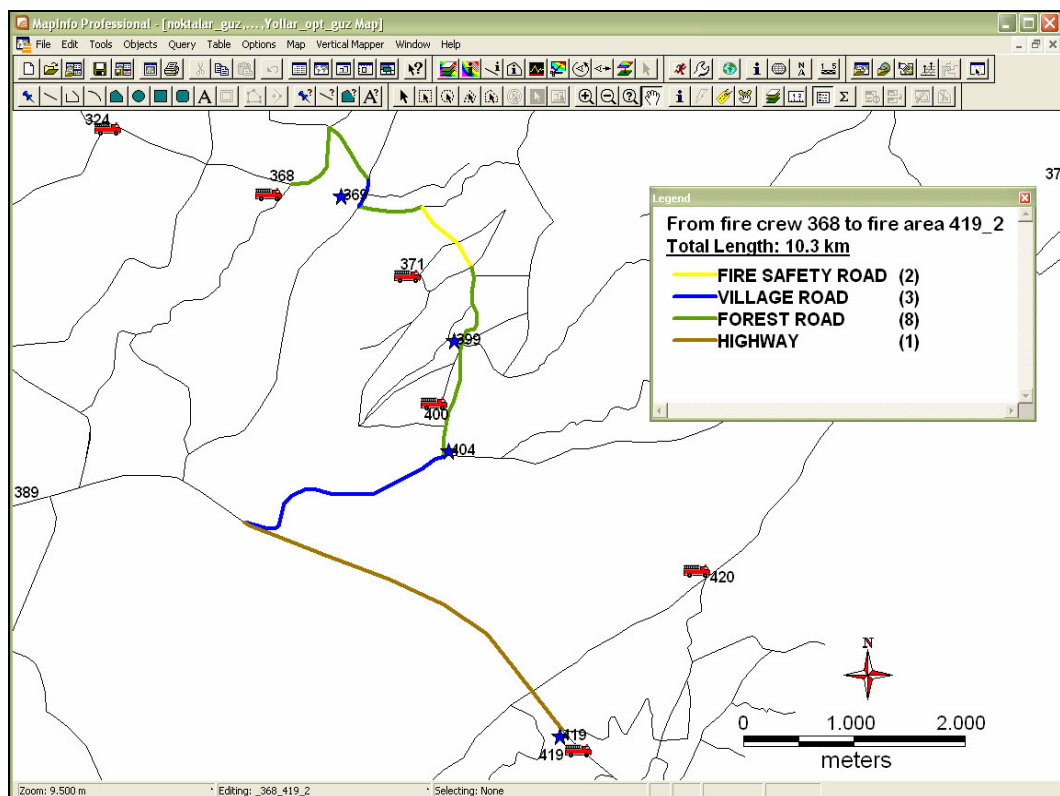 MapInfo Professional - [noktalar_guz,...,Yollar_opt_guz Map]
File Edit Tools Objects Query Table Options Map Vertical Mapper Window Help
324
368
369
37
Legend
From fire crew 368 to fire area 419_2
Total Length: 10.3 km
FIRE SAFETY ROAD (2)
VILLAGE ROAD (3)
FOREST ROAD (8)
HIGHWAY (1)
371
399
400
404
389
420
N
0 1.000 2.000
meters
419
419
Zoom: 9.500 m Editing: _368_419_2 Selecting: None